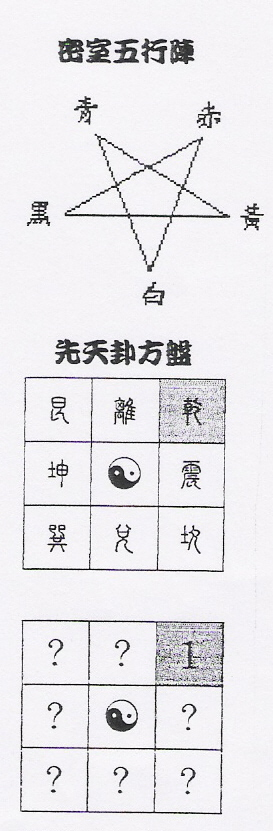 密室五行陣
青 赤
黑 黃
白
先天卦方盤
艮 離 乾
坤 震
巽 兌 坎
? ? 1
? ?
? ? ?